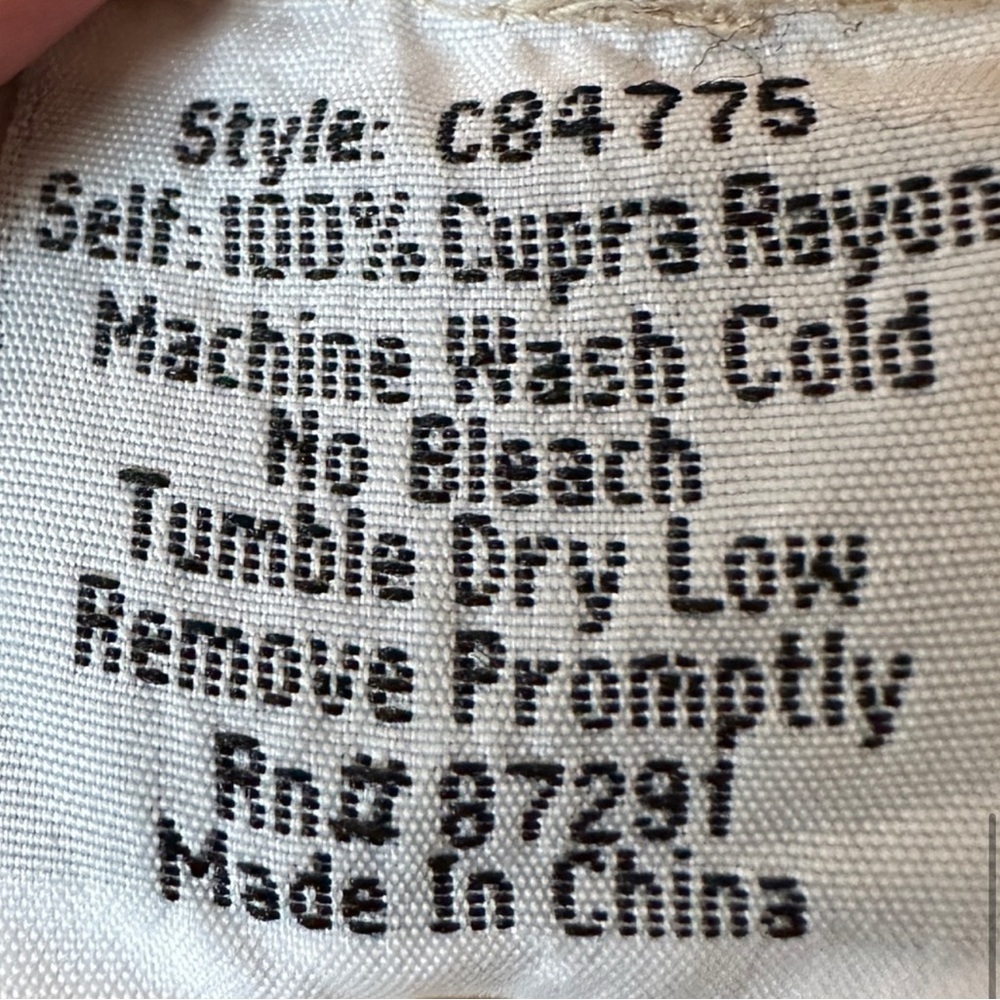 Style: C84775
Self: 100% Cupra Rayon
Machine Wash Cold
No Bleach
Tumble Dry Low
Remove Promptly
Rn# 87291
Made In China